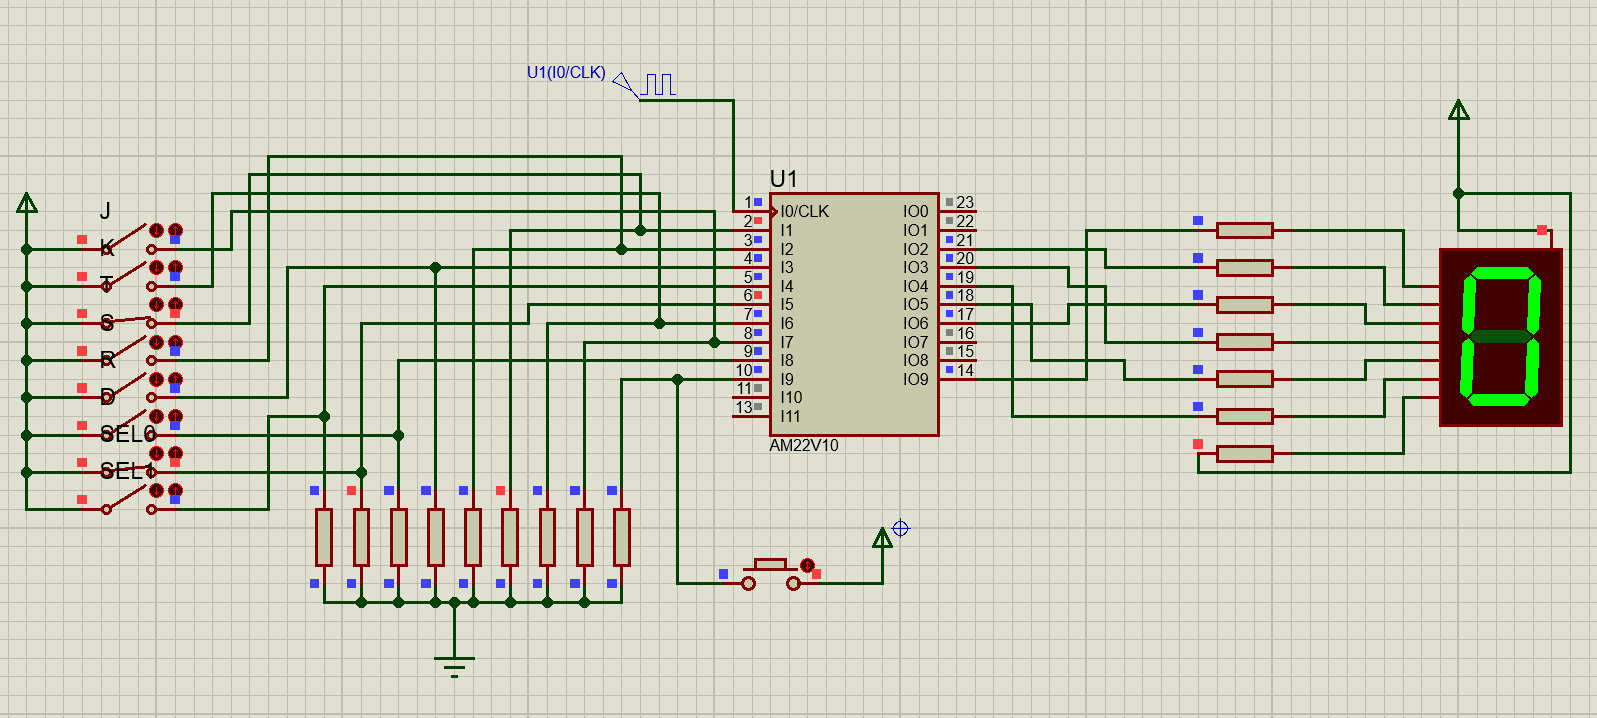 U1(I0/CLK)
U1
J
K
T
S
R
D
SEL0
SEL1
1 I0/CLK IO0 23
2 I1 IO1 22
3 I2 IO2 21
4 I3 IO3 20
5 I4 IO4 19
6 I5 IO5 18
7 I6 IO6 17
8 I7 IO7 16
9 I8 IO8 15
10 I9 IO9 14
11 I10
13 I11
AM22V10
0